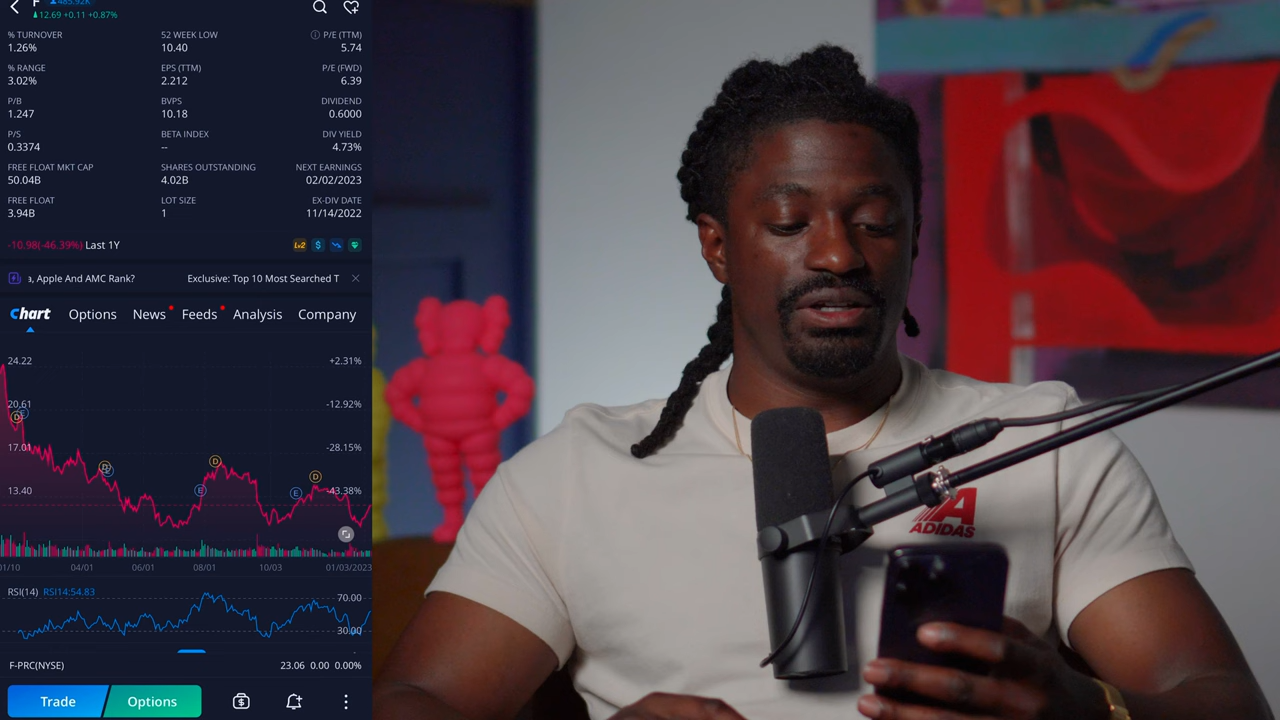 F 485.92K
12.69 +0.11 +0.87%
% TURNOVER 52 WEEK LOW P/E (TTM)
1.26% 10.40 5.74
% RANGE EPS (TTM) P/E (FWD)
3.02% 2.212 6.39
P/B BVPS DIVIDEND
1.247 10.18 0.6000
P/S BETA INDEX DIV YIELD
0.3374 -- 4.73%
FREE FLOAT MKT CAP SHARES OUTSTANDING NEXT EARNINGS
50.04B 4.02B 02/02/2023
FREE FLOAT LOT SIZE EX-DIV DATE
3.94B 1 11/14/2022
-10.98(-46.39%) Last 1Y Lv2 $
a, Apple And AMC Rank? Exclusive: Top 10 Most Searched T
Chart Options News Feeds Analysis Company
24.22 +2.31%
20.61 -12.92%
D E
17.01 -28.15%
D E D D
13.40 E E -43.38%
01/10 04/01 06/01 08/01 10/03 01/03/2023
RSI(14) RSI14:54.83 70.00
30.00
F-PRC(NYSE) 23.06 0.00 0.00%
Trade Options
A
ADIDAS